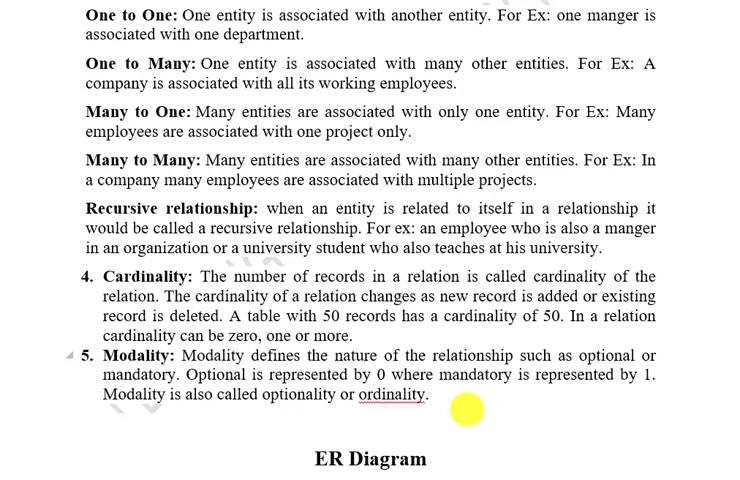 One to One: One entity is associated with another entity. For Ex: one manger is
associated with one department.
One to Many: One entity is associated with many other entities. For Ex: A
company is associated with all its working employees.
Many to One: Many entities are associated with only one entity. For Ex: Many
employees are associated with one project only.
Many to Many: Many entities are associated with many other entities. For Ex: In
a company many employees are associated with multiple projects.
Recursive relationship: when an entity is related to itself in a relationship it
would be called a recursive relationship. For ex: an employee who is also a manger
in an organization or a university student who also teaches at his university.
4. Cardinality: The number of records in a relation is called cardinality of the
relation. The cardinality of a relation changes as new record is added or existing
record is deleted. A table with 50 records has a cardinality of 50. In a relation
cardinality can be zero, one or more.
5. Modality: Modality defines the nature of the relationship such as optional or
mandatory. Optional is represented by 0 where mandatory is represented by 1.
Modality is also called optionality or ordinality.
ER Diagram